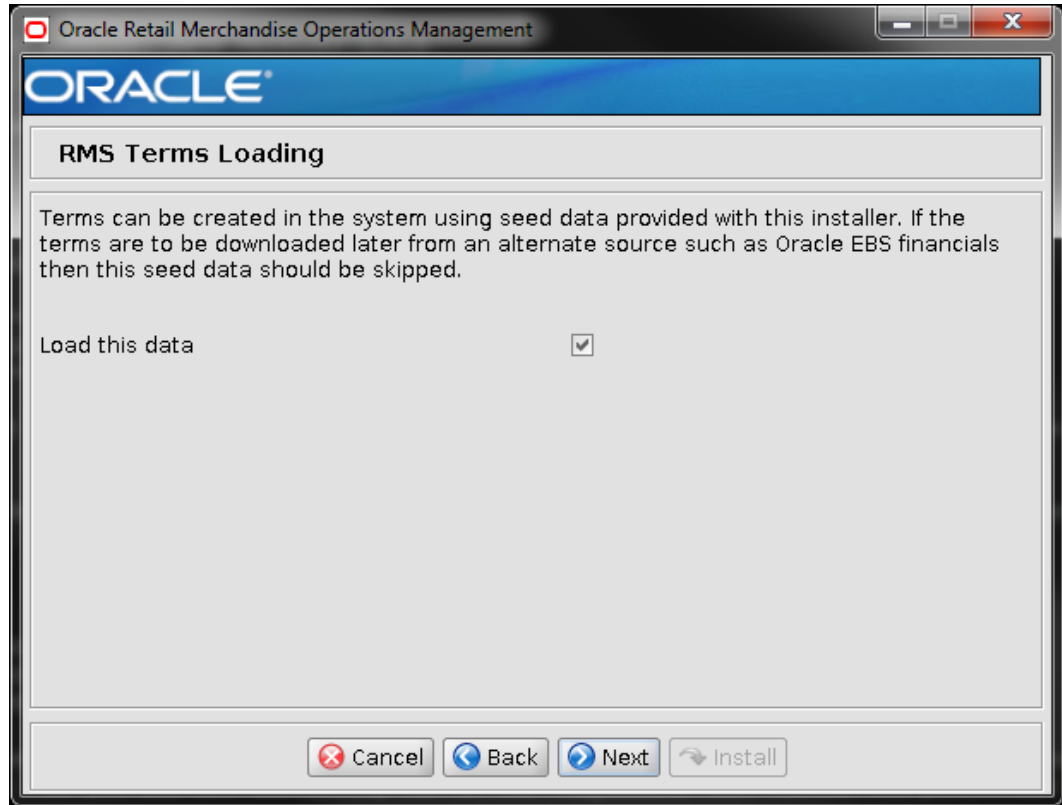 Oracle Retail Merchandise Operations Management
ORACLE®
RMS Terms Loading
Terms can be created in the system using seed data provided with this installer. If the
terms are to be downloaded later from an alternate source such as Oracle EBS financials
then this seed data should be skipped.
Load this data
Cancel Back Next Install